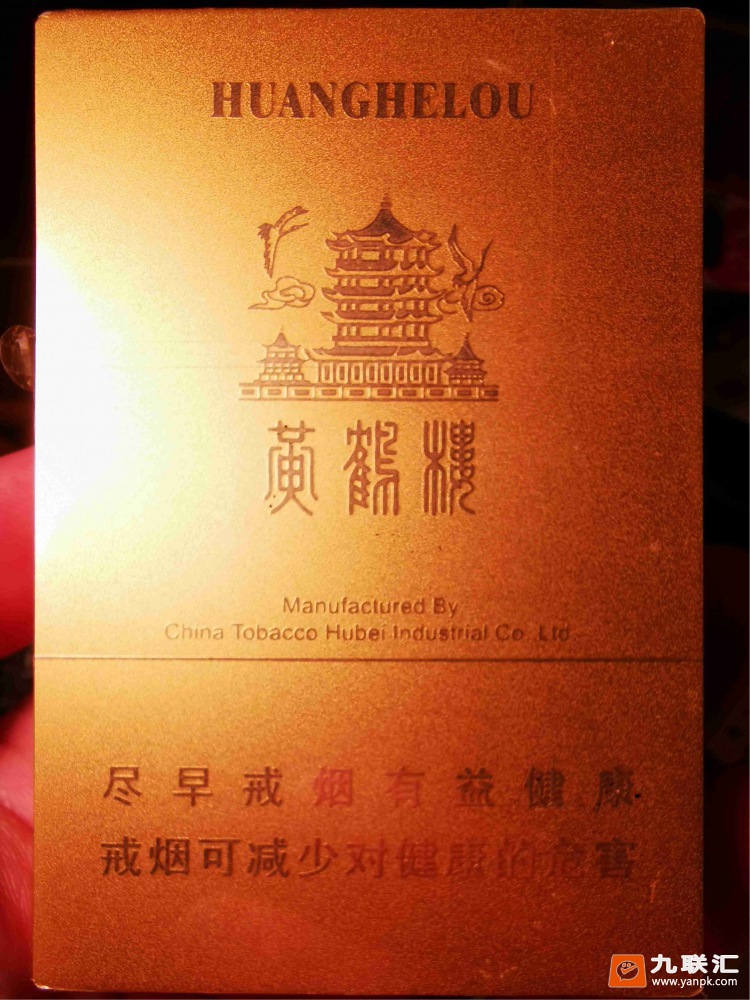 HUANGHELOU
黄鹤楼
Manufactured By
China Tobacco Hubei Industrial Co.,Ltd.
尽早戒烟有益健康
戒烟可减少对健康的危害
九联汇
www.yanpk.com